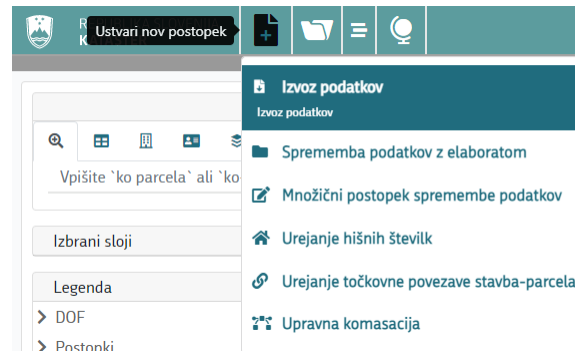 Ustvari nov postopek
Izvoz podatkov
Izvoz podatkov
Sprememba podatkov z elaboratom
Množični postopek spremembe podatkov
Vpišite `ko parcela` ali `ko
Urejanje hišnih številk
Izbrani sloji
Urejanje točkovne povezave stavba-parcela
Legenda
DOF
Upravna komasacija
Postopki